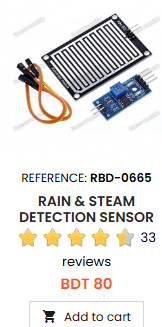 REFERENCE: RBD-0665
RAIN & STEAM
DETECTION SENSOR
33
reviews
BDT 80
Add to cart